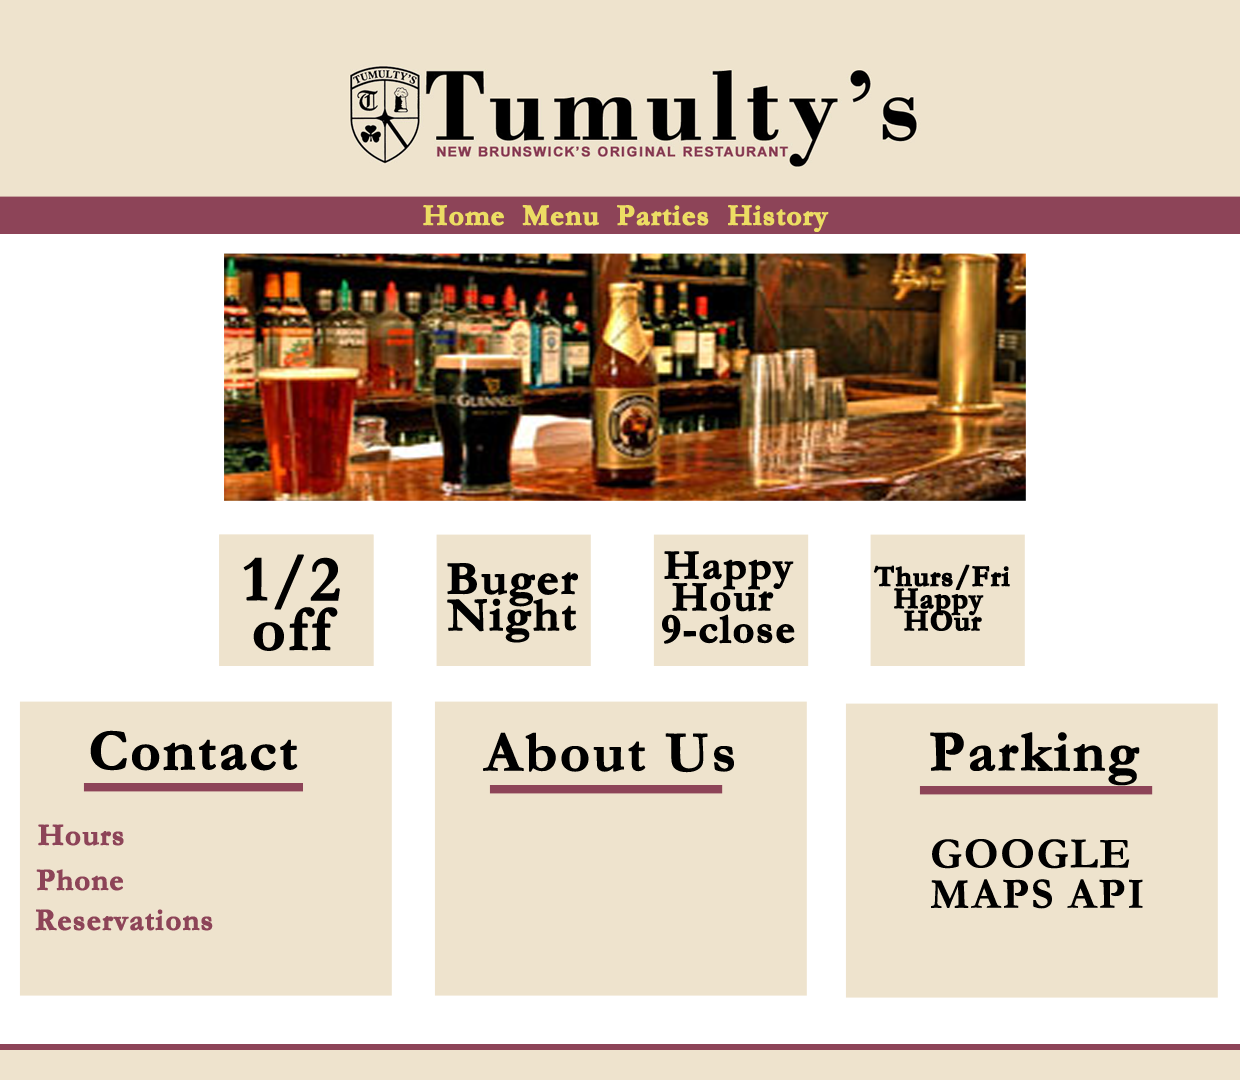 TUMULTY'S
T
Tumulty's
NEW BRUNSWICK'S ORIGINAL RESTAURANT
Home Menu Parties History
GUINNESS
1/2
off
Buger
Night
Happy
Hour
9-close
Thurs/Fri
Happy
HOur
Contact
Hours
Phone
Reservations
About Us
Parking
GOOGLE
MAPS API